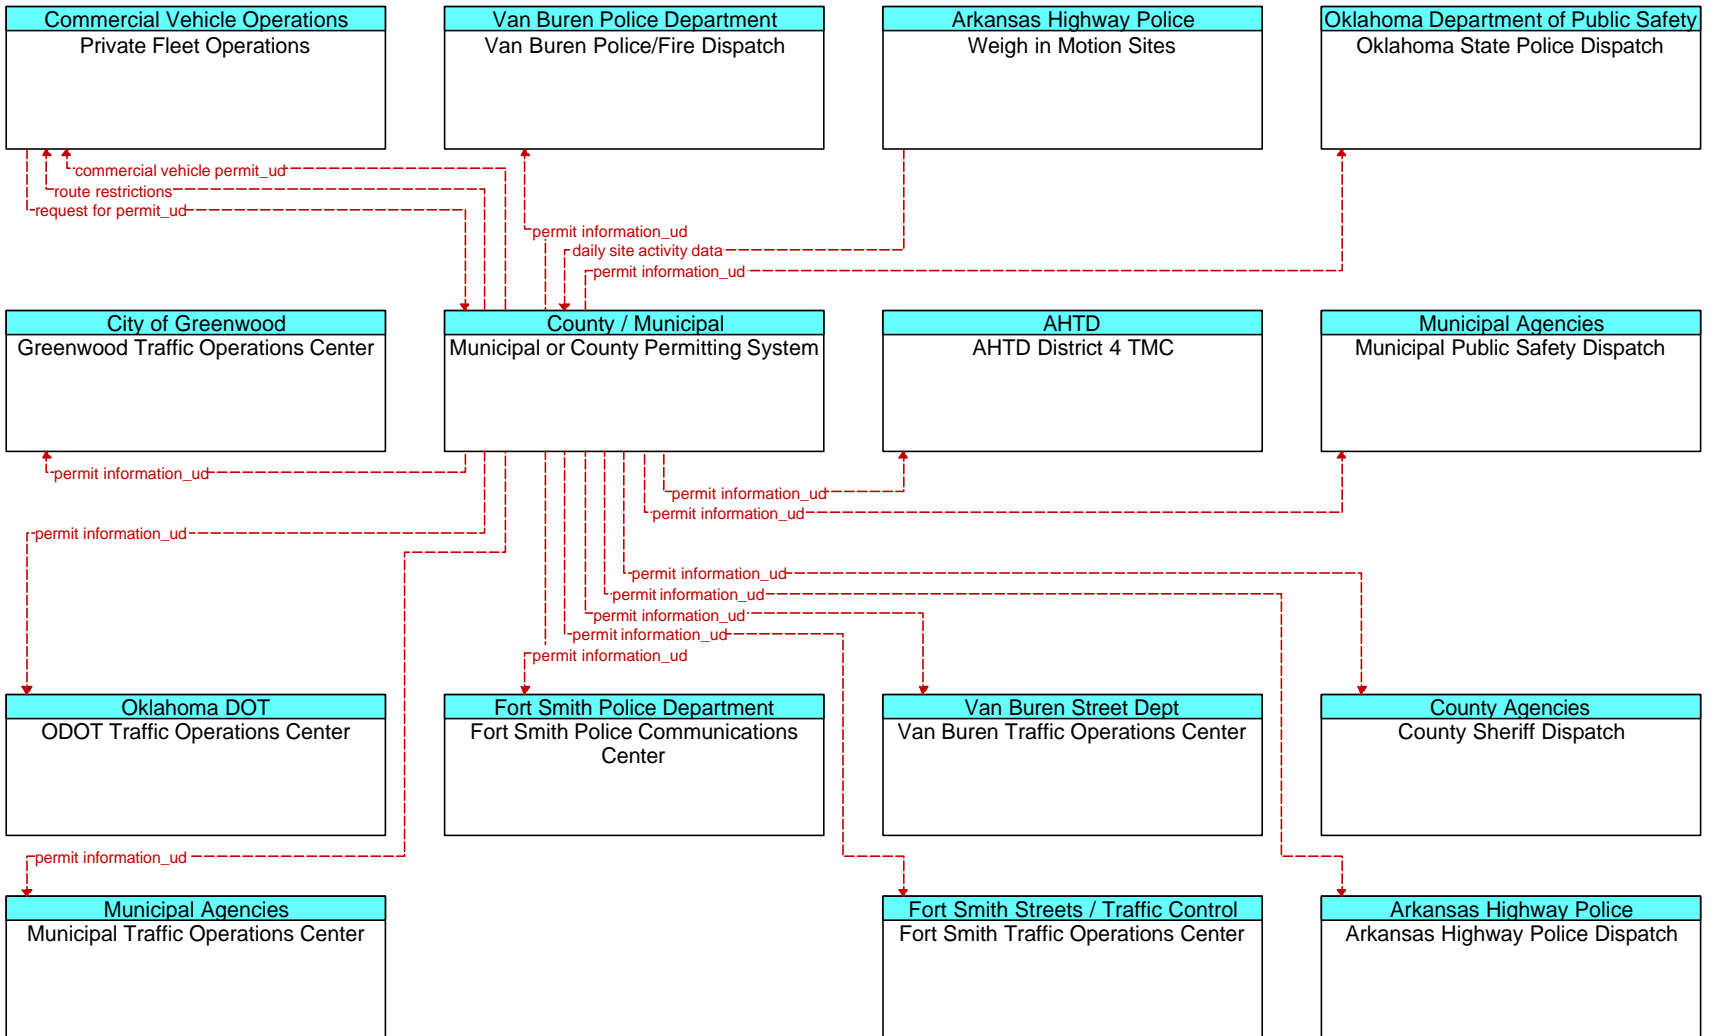 Commercial Vehicle Operations
Private Fleet Operations
Van Buren Police Department
Van Buren Police/Fire Dispatch
Arkansas Highway Police
Weigh in Motion Sites
Oklahoma Department of Public Safety
Oklahoma State Police Dispatch
commercial vehicle permit_ud
route restrictions
request for permit_ud
permit information_ud
daily site activity data
permit information_ud
City of Greenwood
Greenwood Traffic Operations Center
County / Municipal
Municipal or County Permitting System
AHTD
AHTD District 4 TMC
Municipal Agencies
Municipal Public Safety Dispatch
permit information_ud
permit information_ud
permit information_ud
permit information_ud
permit information_ud
permit information_ud
permit information_ud
permit information_ud
permit information_ud
Oklahoma DOT
ODOT Traffic Operations Center
Fort Smith Police Department
Fort Smith Police Communications
Center
Van Buren Street Dept
Van Buren Traffic Operations Center
County Agencies
County Sheriff Dispatch
permit information_ud
Municipal Agencies
Municipal Traffic Operations Center
Fort Smith Streets / Traffic Control
Fort Smith Traffic Operations Center
Arkansas Highway Police
Arkansas Highway Police Dispatch